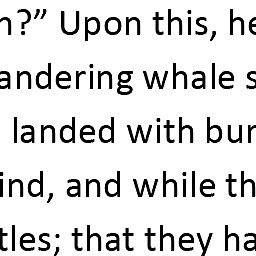 n?” Upon this, he
andering whale s
landed with bur
ind, and while th
tles; that they ha